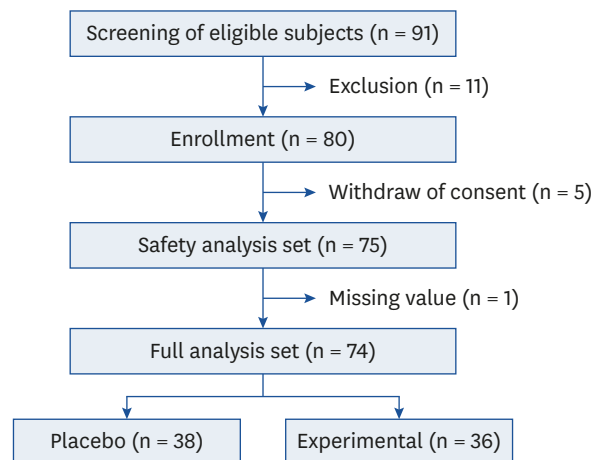 Screening of eligible subjects (n = 91)
Exclusion (n = 11)
Enrollment (n = 80)
Withdraw of consent (n = 5)
Safety analysis set (n = 75)
Missing value (n = 1)
Full analysis set (n = 74)
Placebo (n = 38)
Experimental (n = 36)